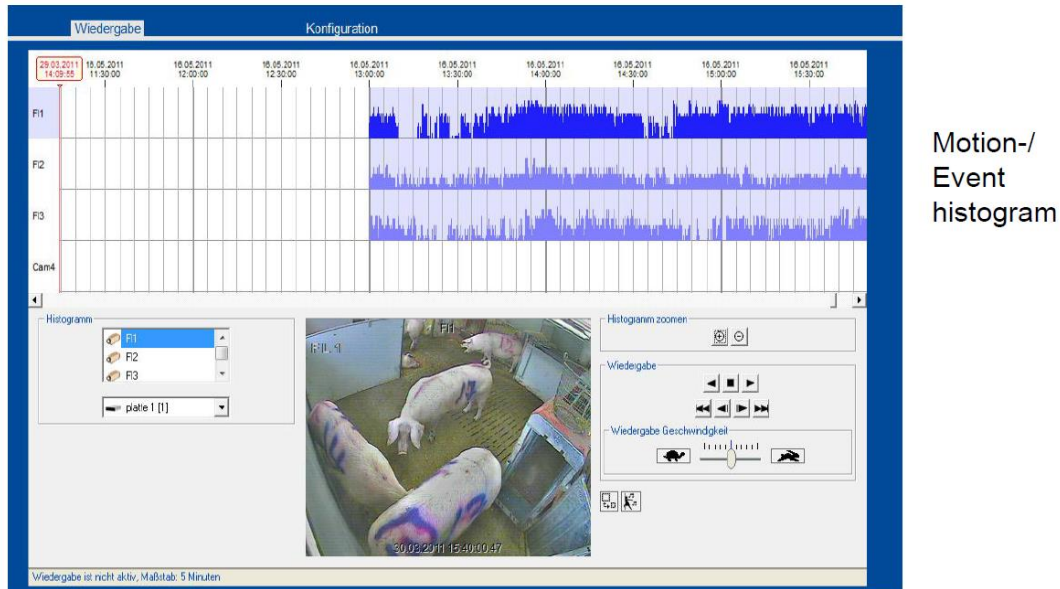 Wiedergabe Konfiguration
29.03.2011 16.05.2011 16.05.2011 16.05.2011 16.05.2011 16.05.2011 16.05.2011 16.05.2011 16.05.2011 16.05.2011
14:09:55 11:30:00 12:00:00 12:30:00 13:00:00 13:30:00 14:00:00 14:30:00 15:00:00 15:30:00
Fl1
Fl2
Fl3
Cam4
Motion-/
Event
histogram
Histogramm
Fl1
Fl2
Fl3
platte 1 [1]
Fl1
30.03.2011 15:40:00.47
Histogramm zoomen
Wiedergabe
Wiedergabe Geschwindigkeit
Wiedergabe ist nicht aktiv, Maßstab: 5 Minuten